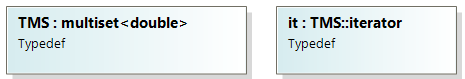 TMS : multiset<double>
Typedef
it : TMS::iterator
Typedef